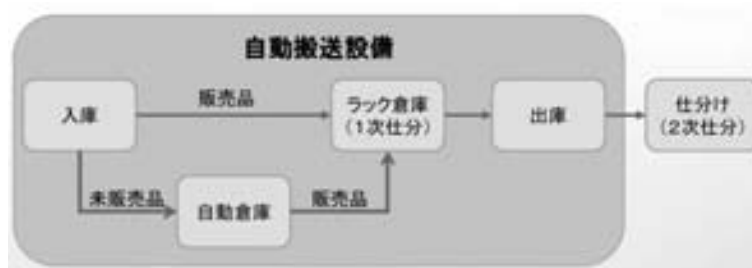 自動搬送設備
入庫
販売品
ラック倉庫
(1次仕分)
出庫
仕分け
(2次仕分)
未販売品
自動倉庫
販売品